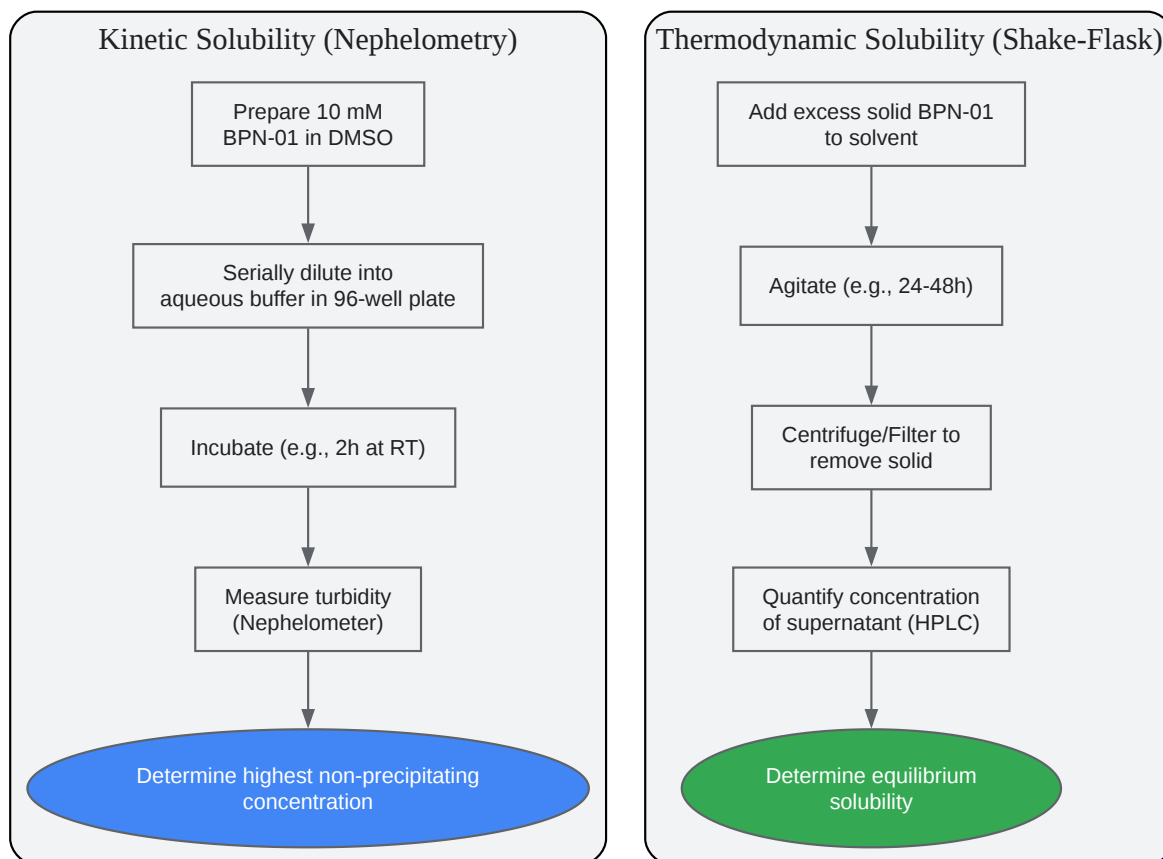 Kinetic Solubility (Nephelometry)
Prepare 10 mM
BPN-01 in DMSO
Serially dilute into
aqueous buffer in 96-well plate
Incubate (e.g., 2h at RT)
Measure turbidity
(Nephelometer)
Determine highest non-precipitating
concentration
Thermodynamic Solubility (Shake-Flask)
Add excess solid BPN-01
to solvent
Agitate (e.g., 24-48h)
Centrifuge/Filter to
remove solid
Quantify concentration
of supernatant (HPLC)
Determine equilibrium
solubility